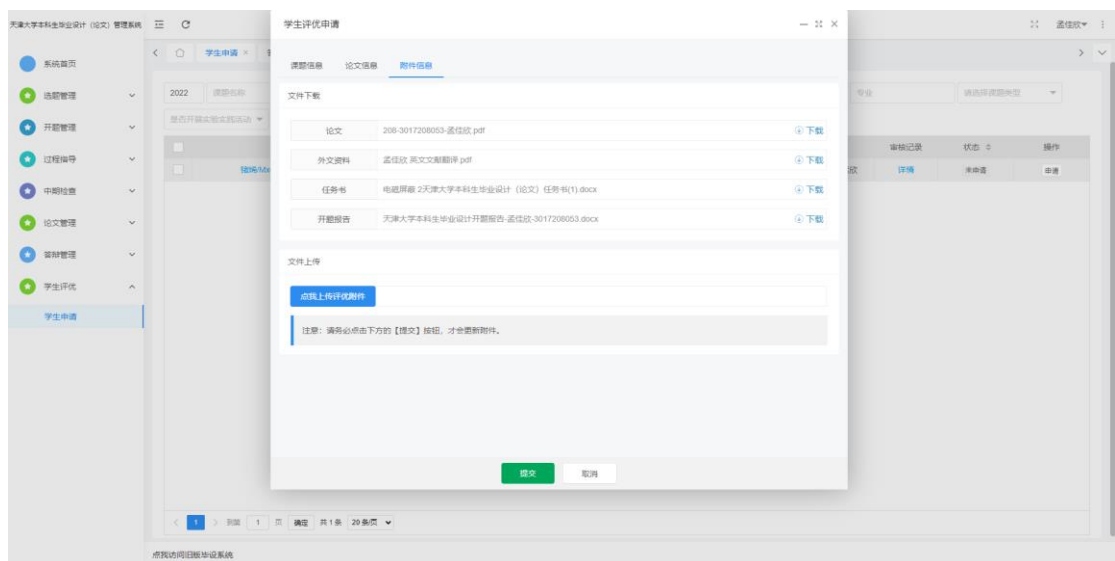 天津大学本科生毕业设计（论文）管理系统
孟佳欣
学生申请
系统首页
选题管理
开题管理
过程指导
中期检查
论文管理
答辩管理
学生评优
学生申请
2022
课题名称
专业
请选择课题类型
审核记录
状态
操作
详情
未申请
申请
学生评优申请
课题信息
论文信息
附件信息
文件下载
论文
208-3017208053-孟佳欣.pdf
下载
外文资料
孟佳欣 英文文献翻译.pdf
下载
任务书
电磁屏蔽 2天津大学本科生毕业设计（论文）任务书(1).docx
下载
开题报告
天津大学本科生毕业设计开题报告-孟佳欣-3017208053.docx
下载
文件上传
点我上传评优附件
注意：请务必点击下方的【提交】按钮，才会更新附件。
提交
取消
1
到第 1 页 确定 共 1 条 20 条/页
点我访问旧版毕设系统